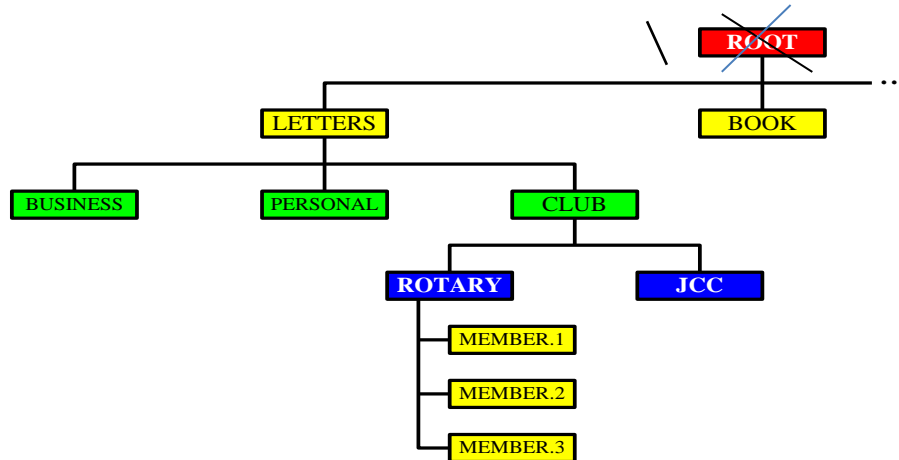 \
ROOT
..
LETTERS
BOOK
BUSINESS
PERSONAL
CLUB
ROTARY
JCC
MEMBER.1
MEMBER.2
MEMBER.3